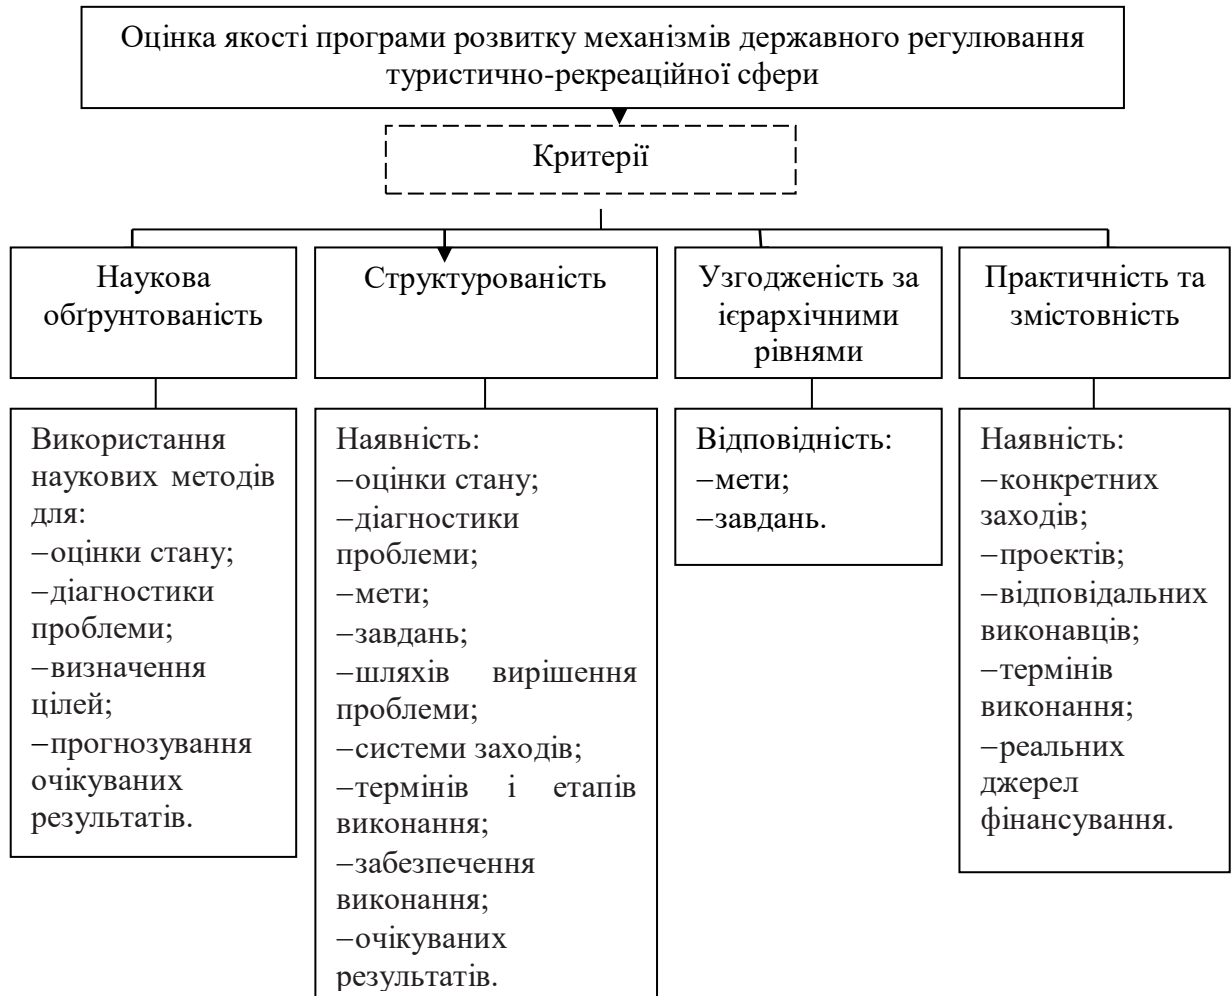 Оцінка якості програми розвитку механізмів державного регулювання
туристично-рекреаційної сфери
Критерії
Наукова
обґрунтованість
Структурованість
Узгодженість за
ієрархічними
рівнями
Практичність та
змістовність
Використання
наукових методів
для:
−оцінки стану;
−діагностики
проблеми;
−визначення
цілей;
−прогнозування
очікуваних
результатів.
Наявність:
−оцінки стану;
−діагностики
проблеми;
−мети;
−завдань;
−шляхів вирішення
проблеми;
−системи заходів;
−термінів і етапів
виконання;
−забезпечення
виконання;
−очікуваних
результатів.
Відповідність:
−мети;
−завдань.
Наявність:
−конкретних
заходів;
−проектів;
−відповідальних
виконавців;
−термінів
виконання;
−реальних
джерел
фінансування.